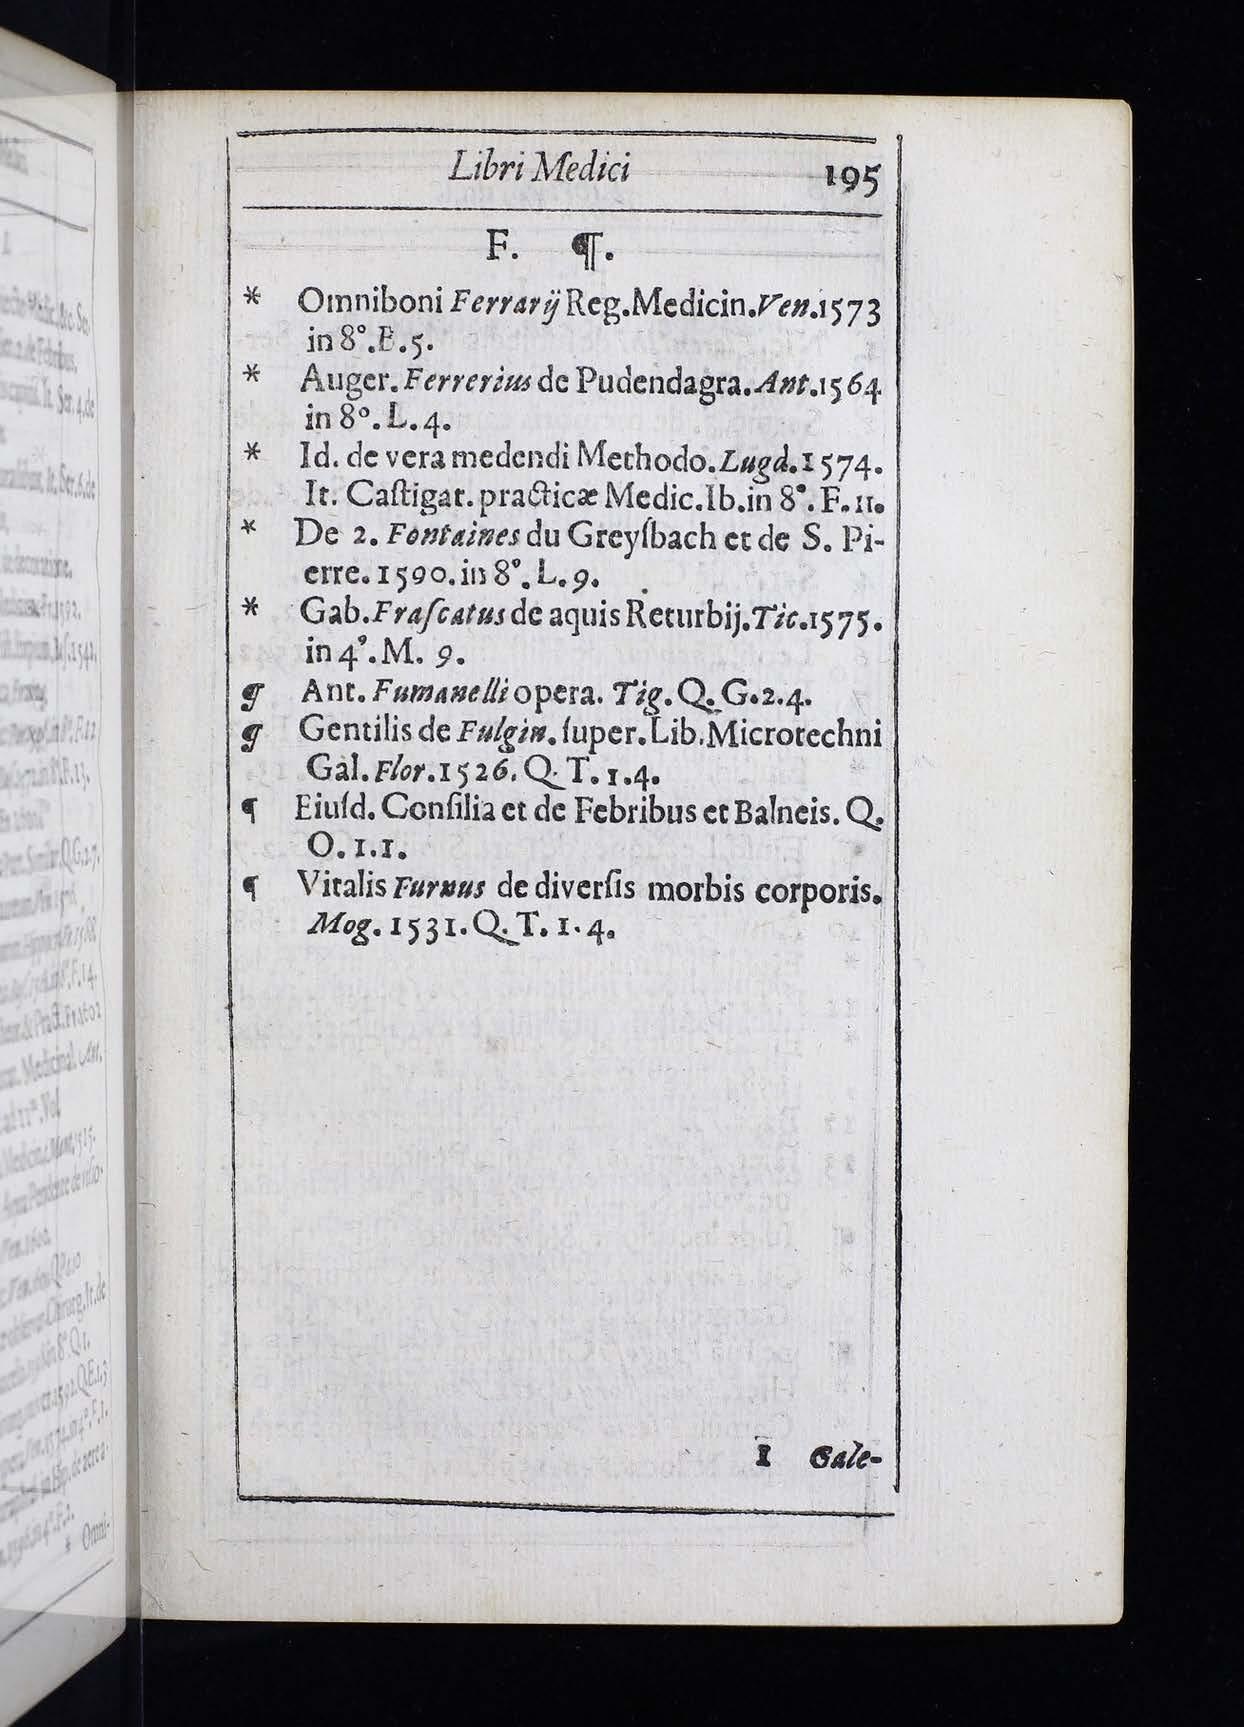 Libri Medici 195
F. ¶.
* Omniboni Ferrarij Reg.Medicin.Ven.1573
in 8°.B.5.
* Auger. Ferrerius de Pudendagra. Ant.1564
in 8°. L. 4.
* Id. de vera medendi Methodo. Lugd. 1574.
It. Caſtigat. practicæ Medic. Ib. in 8°. F. 11.
* De 2. Fontaines du Greyſbach et de S. Pi-
erre. 1590. in 8°. L. 9.
* Gab. Fraſcatus de aquis Returbij. Tic. 1575.
in 4°. M. 9.
¶ Ant. Fumanelli opera. Tig. Q. G. 2. 4.
¶ Gentilis de Fulgin. ſuper. Lib. Microtechni
Gal. Flor. 1526. Q. T. 1. 4.
¶ Eiuſd. Conſilia et de Febribus et Balneis. Q.
O. 1. 1.
¶ Vitalis Furnus de diverſis morbis corporis.
Mog. 1531. Q. T. 1. 4.
I Gale-